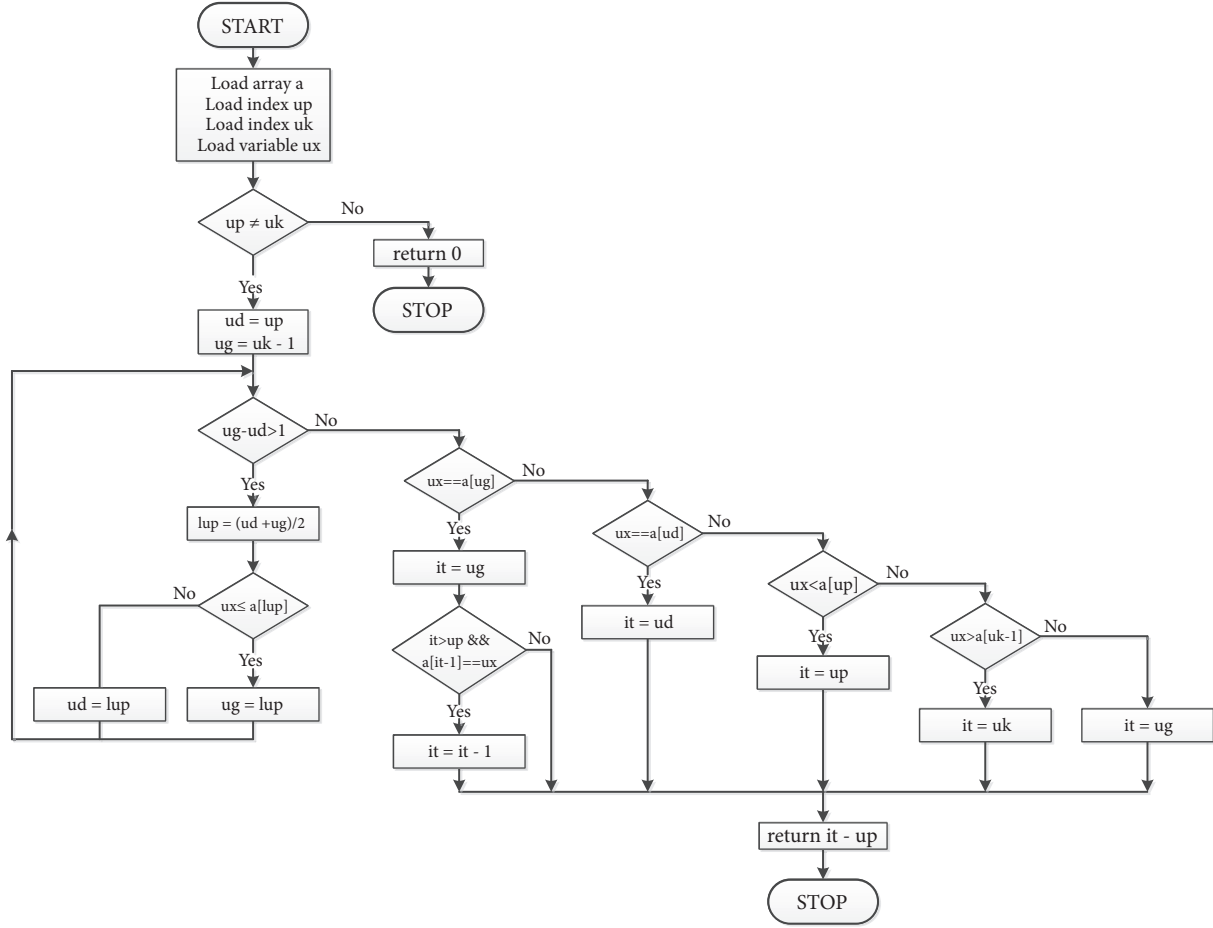 START
Load array a
Load index up
Load index uk
Load variable ux
up ≠ uk
No
return 0
STOP
Yes
ud = up
ug = uk - 1
ug-ud>1
No
Yes
lup = (ud +ug)/2
ux≤ a[lup]
No
Yes
ud = lup
ug = lup
ux==a[ug]
No
Yes
it = ug
it>up &&
a[it-1]==ux
No
Yes
it = it - 1
ux==a[ud]
No
Yes
it = ud
ux<a[up]
No
Yes
it = up
ux>a[uk-1]
No
Yes
it = uk
it = ug
return it - up
STOP